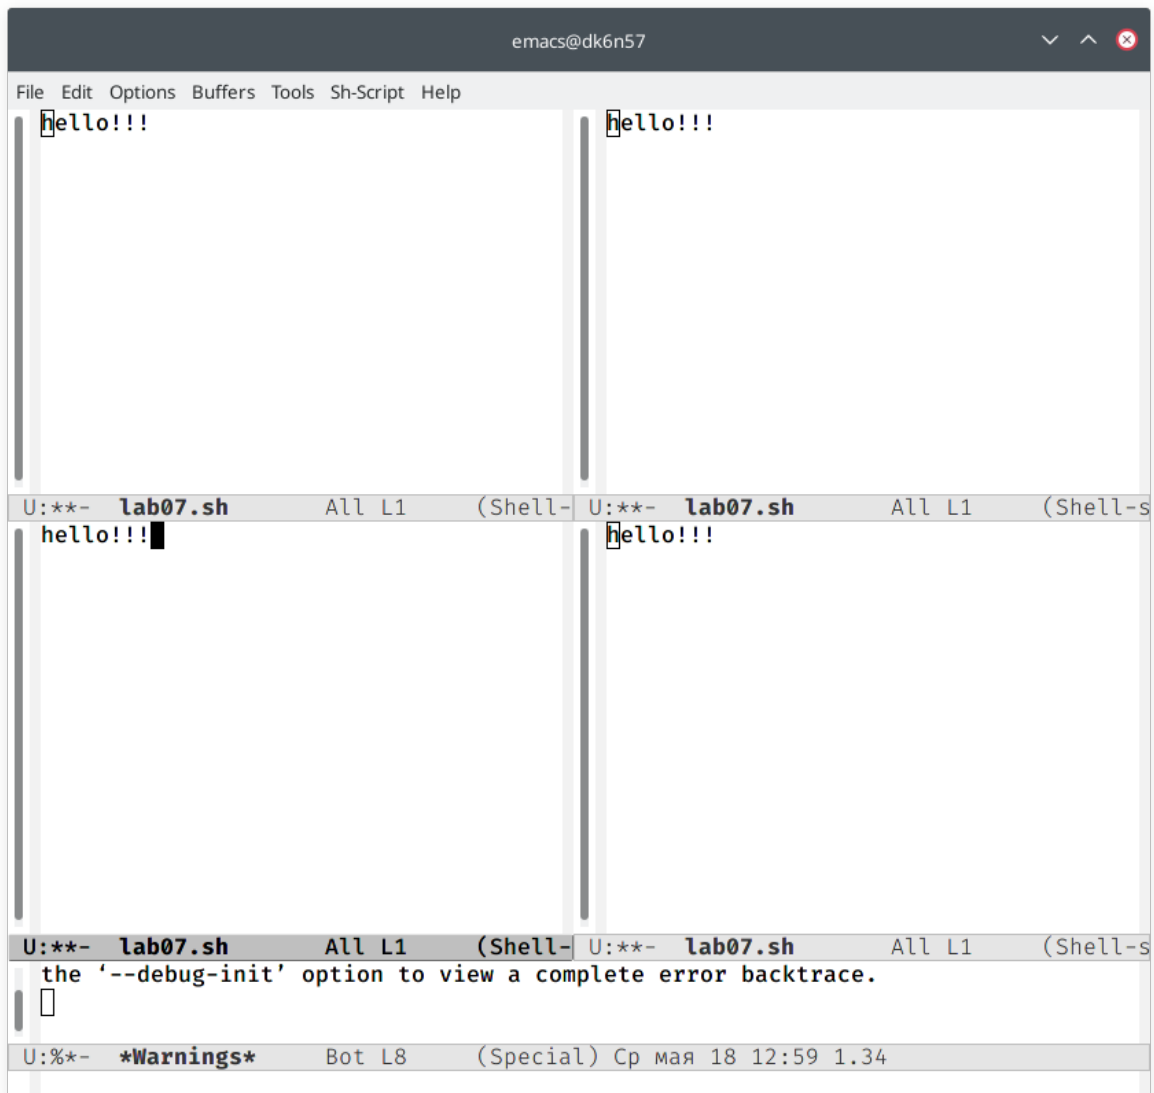 emacs@dk6n57
File Edit Options Buffers Tools Sh-Script Help
hello!!! hello!!!
U:**- lab07.sh All L1 (Shell- U:**- lab07.sh All L1 (Shell-s
hello!!! hello!!!
U:**- lab07.sh All L1 (Shell- U:**- lab07.sh All L1 (Shell-s
the ‘--debug-init’ option to view a complete error backtrace.
U:%*- *Warnings* Bot L8 (Special) Ср мая 18 12:59 1.34